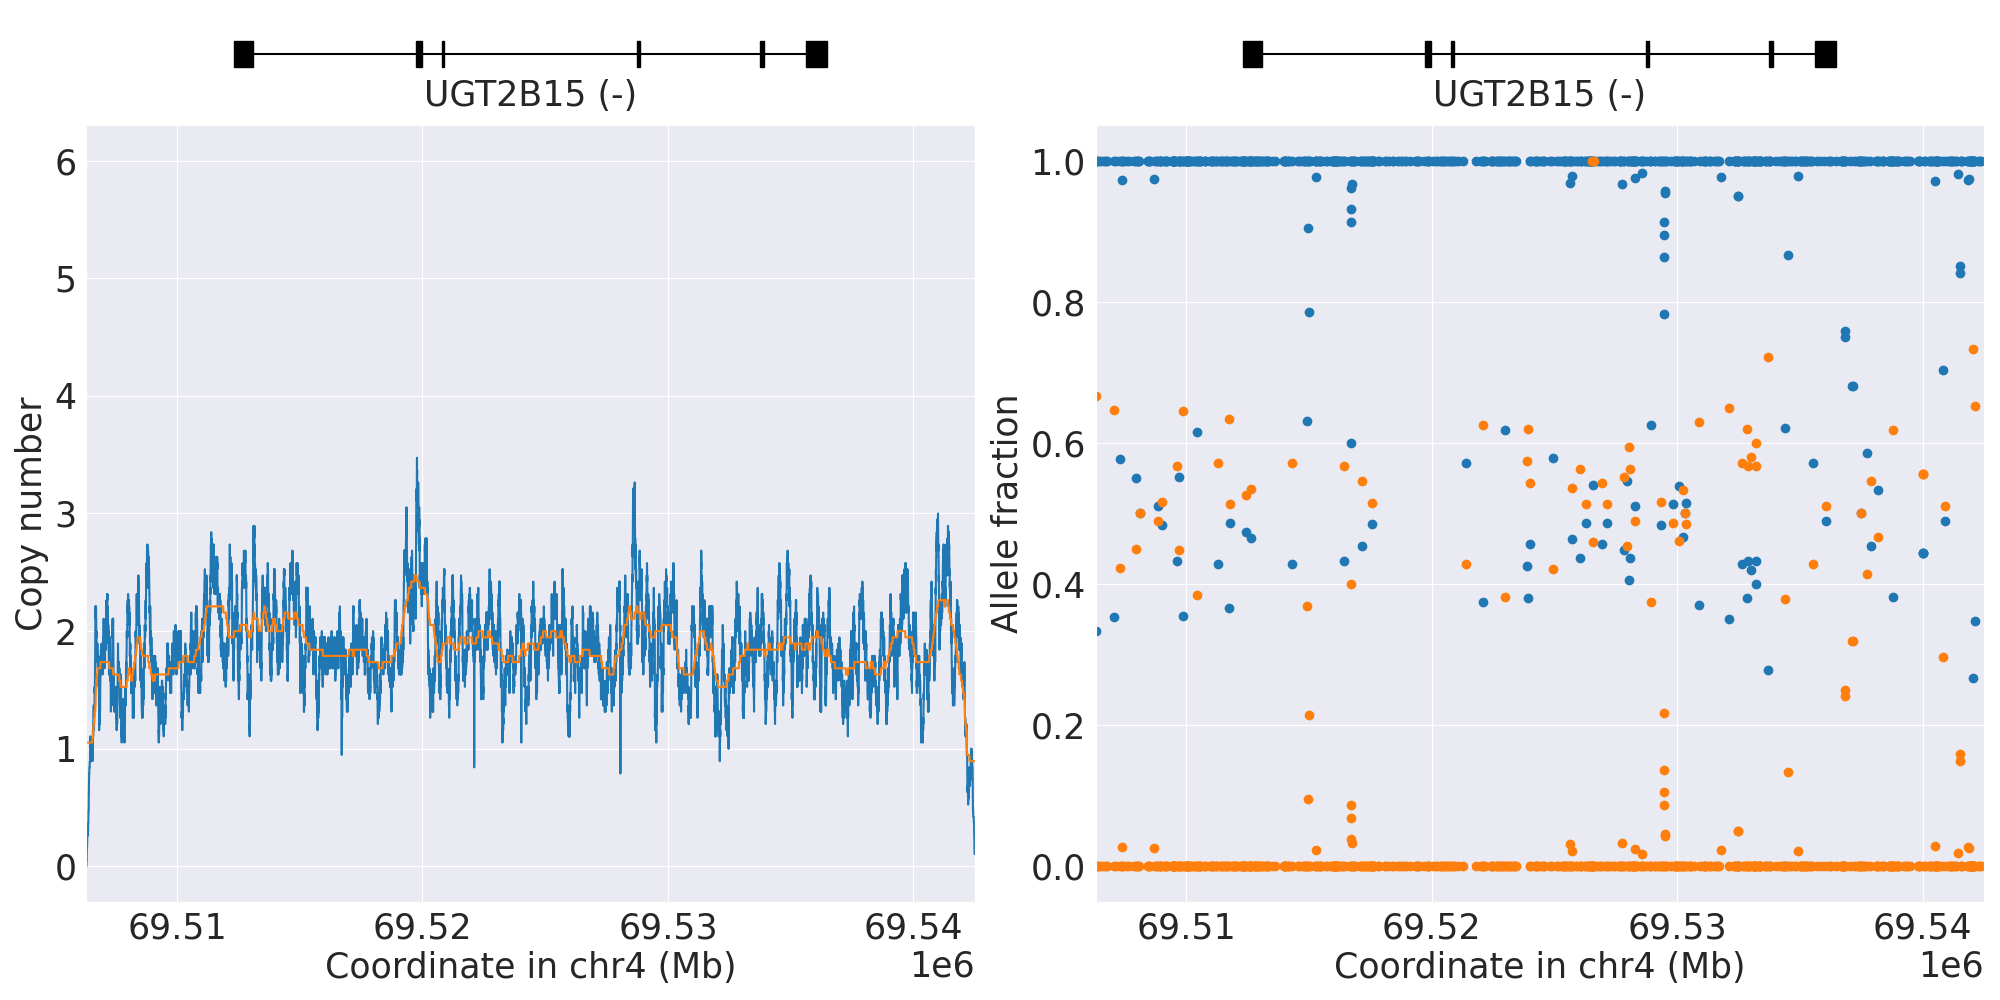 UGT2B15 (-)
UGT2B15 (-)
6
5
4
3
2
1
0
Copy number
69.51
69.52
69.53
69.54
Coordinate in chr4 (Mb)
1e6
1.0
0.8
0.6
0.4
0.2
0.0
Allele fraction
69.51
69.52
69.53
69.54
Coordinate in chr4 (Mb)
1e6